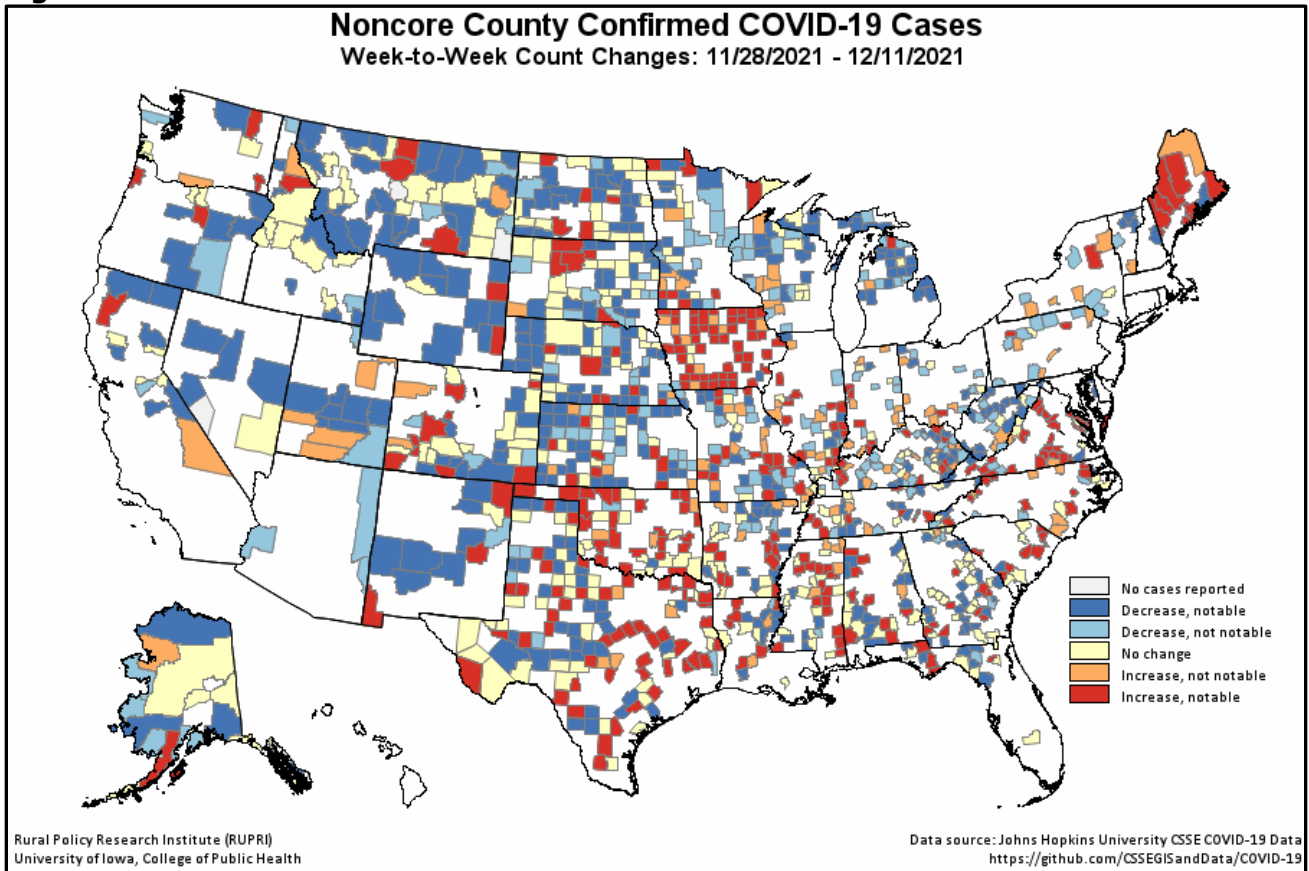 Noncore County Confirmed COVID-19 Cases
Week-to-Week Count Changes: 11/28/2021 - 12/11/2021
No cases reported
Decrease, notable
Decrease, not notable
No change
Increase, not notable
Increase, notable
Rural Policy Research Institute (RUPRI)
University of Iowa, College of Public Health
Data source: Johns Hopkins University CSSE COVID-19 Data
https://github.com/CSSEGISandData/COVID-19